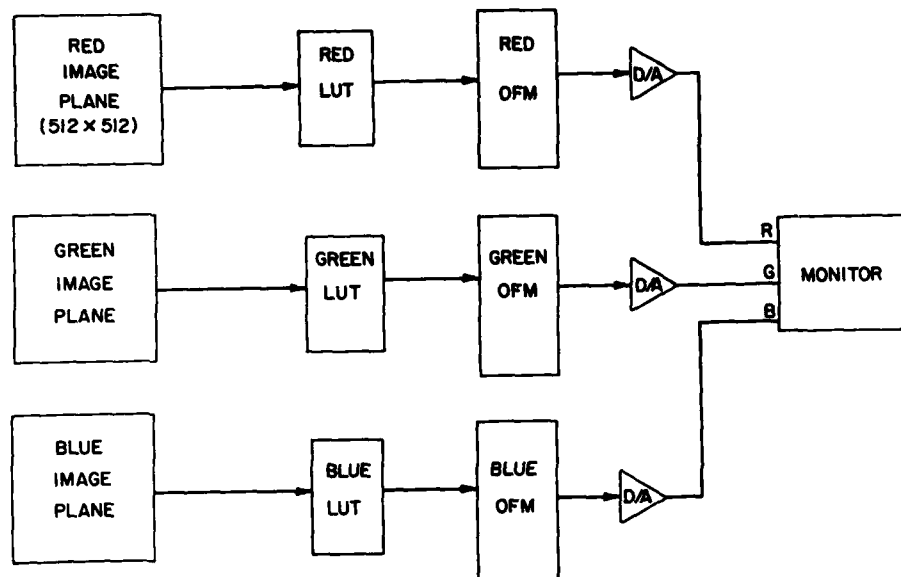 RED
IMAGE
PLANE
(512 × 512)
RED
LUT
RED
OFM
D/A
GREEN
IMAGE
PLANE
GREEN
LUT
GREEN
OFM
D/A
R
G
B
MONITOR
BLUE
IMAGE
PLANE
BLUE
LUT
BLUE
OFM
D/A